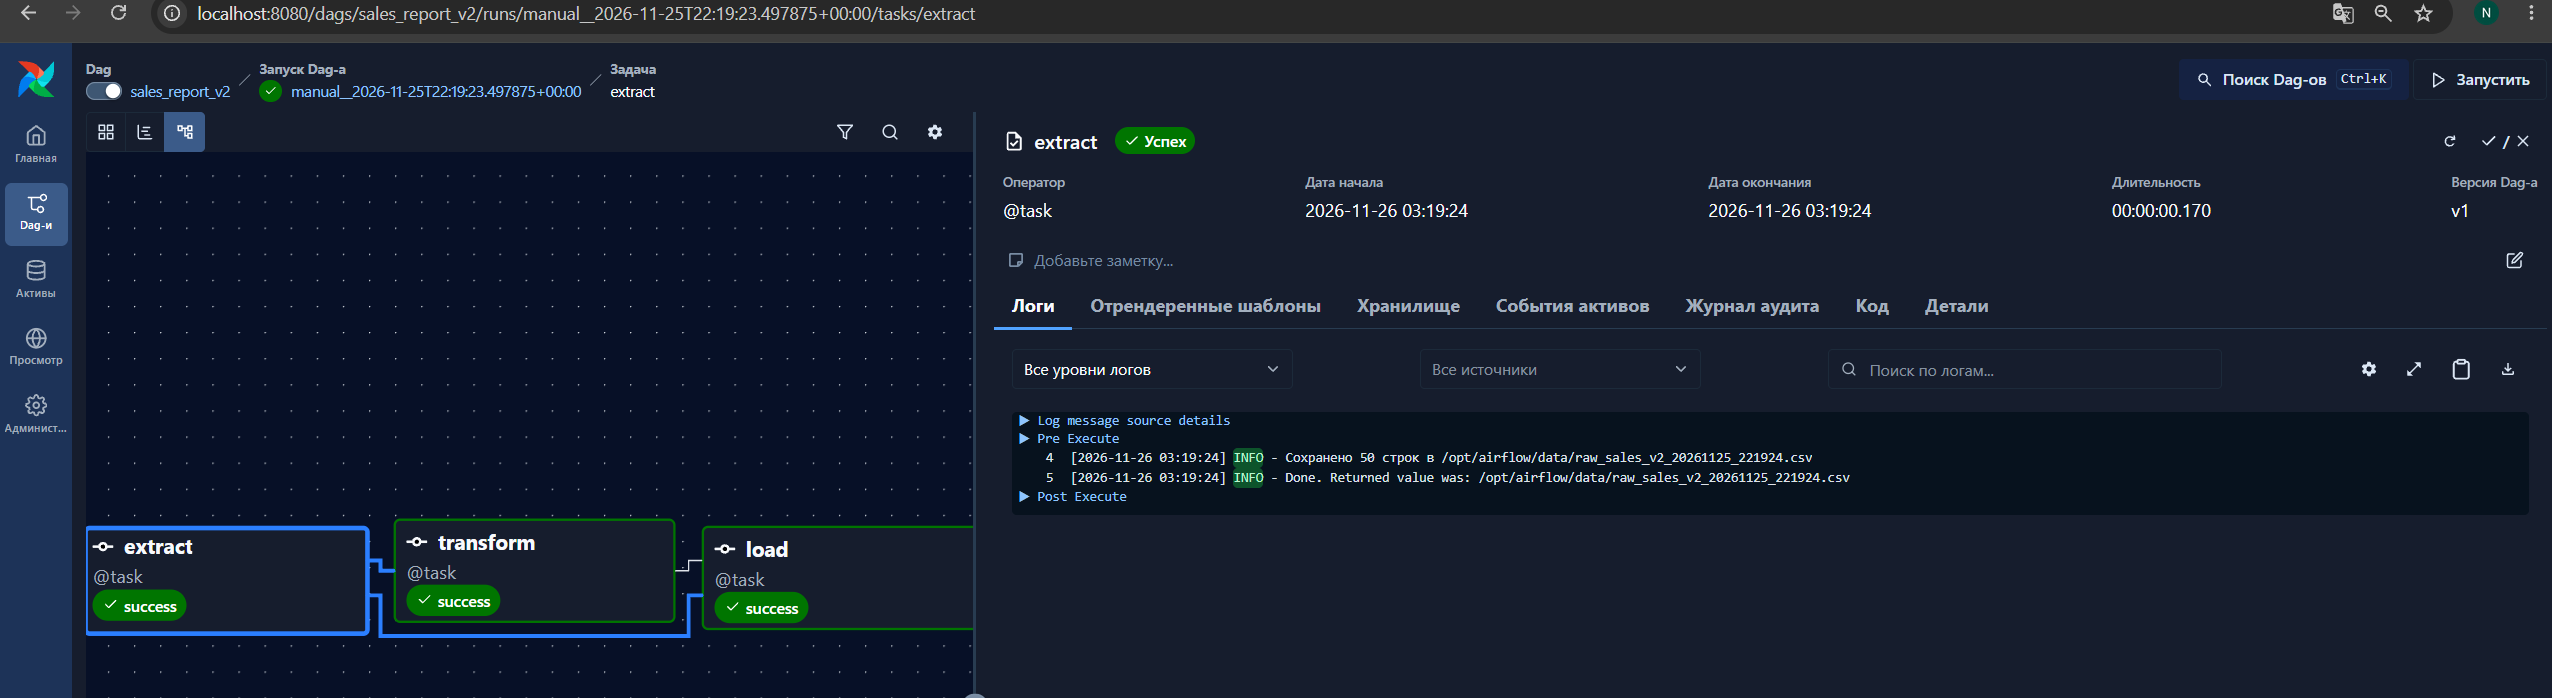 localhost:8080/dags/sales_report_v2/runs/manual__2026-11-25T22:19:23.497875+00:00/tasks/extract
N
Dag
sales_report_v2
Запуск Dag-а
manual__2026-11-25T22:19:23.497875+00:00
Задача
extract
Поиск Dag-ов Ctrl+K
Запустить
Главная
Dag-и
Активы
Просмотр
Админист...
extract
@task
success
transform
@task
success
load
@task
success
extract Успех
Оператор
@task
Дата начала
2026-11-26 03:19:24
Дата окончания
2026-11-26 03:19:24
Длительность
00:00:00.170
Версия Dag-а
v1
Добавьте заметку...
Логи Отрендеренные шаблоны Хранилище События активов Журнал аудита Код Детали
Все уровни логов
Все источники
Поиск по логам...
Log message source details
Pre Execute
4 [2026-11-26 03:19:24] INFO - Сохранено 50 строк в /opt/airflow/data/raw_sales_v2_20261125_221924.csv
5 [2026-11-26 03:19:24] INFO - Done. Returned value was: /opt/airflow/data/raw_sales_v2_20261125_221924.csv
Post Execute